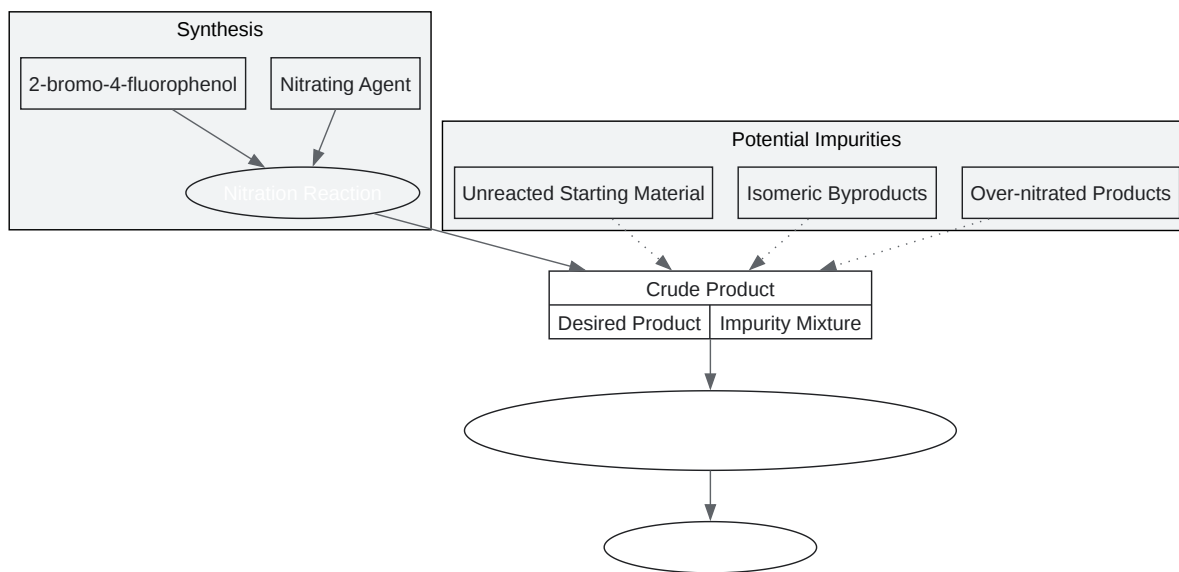 Synthesis
2-bromo-4-fluorophenol
Nitrating Agent
Nitration Reaction
Potential Impurities
Unreacted Starting Material
Isomeric Byproducts
Over-nitrated Products
Crude Product
Desired Product
Impurity Mixture